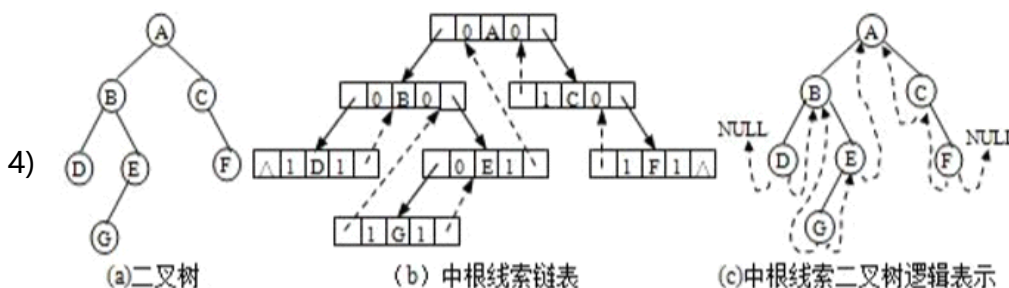 A
0 A 0
A
B
C
0 B 0
1 C 0
B
C
NULL
NULL
4)
D
E
F
△ 1 D 1
0 E 1
1 F 1 △
D
E
F
G
1 G 1
G
(a)二叉树
(b) 中根线索链表
(c)中根线索二叉树逻辑表示